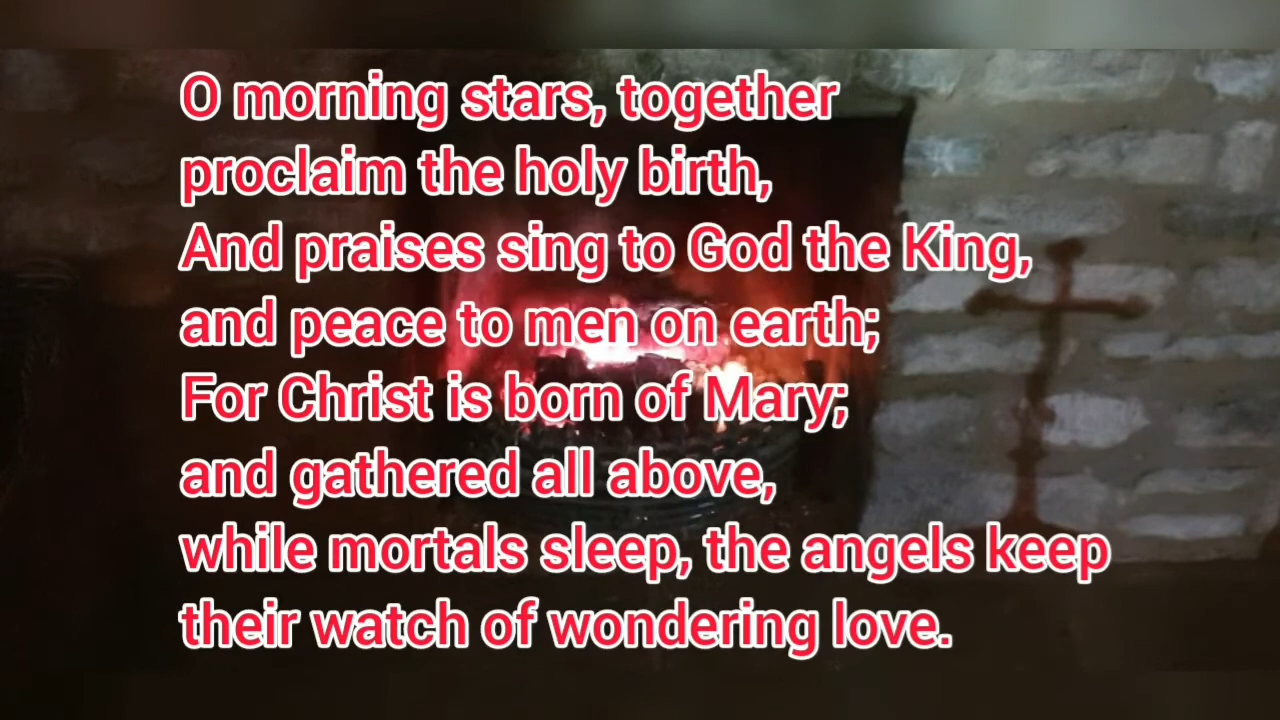 O morning stars, together
proclaim the holy birth,
And praises sing to God the King,
and peace to men on earth;
For Christ is born of Mary;
and gathered all above,
while mortals sleep, the angels keep
their watch of wondering love.